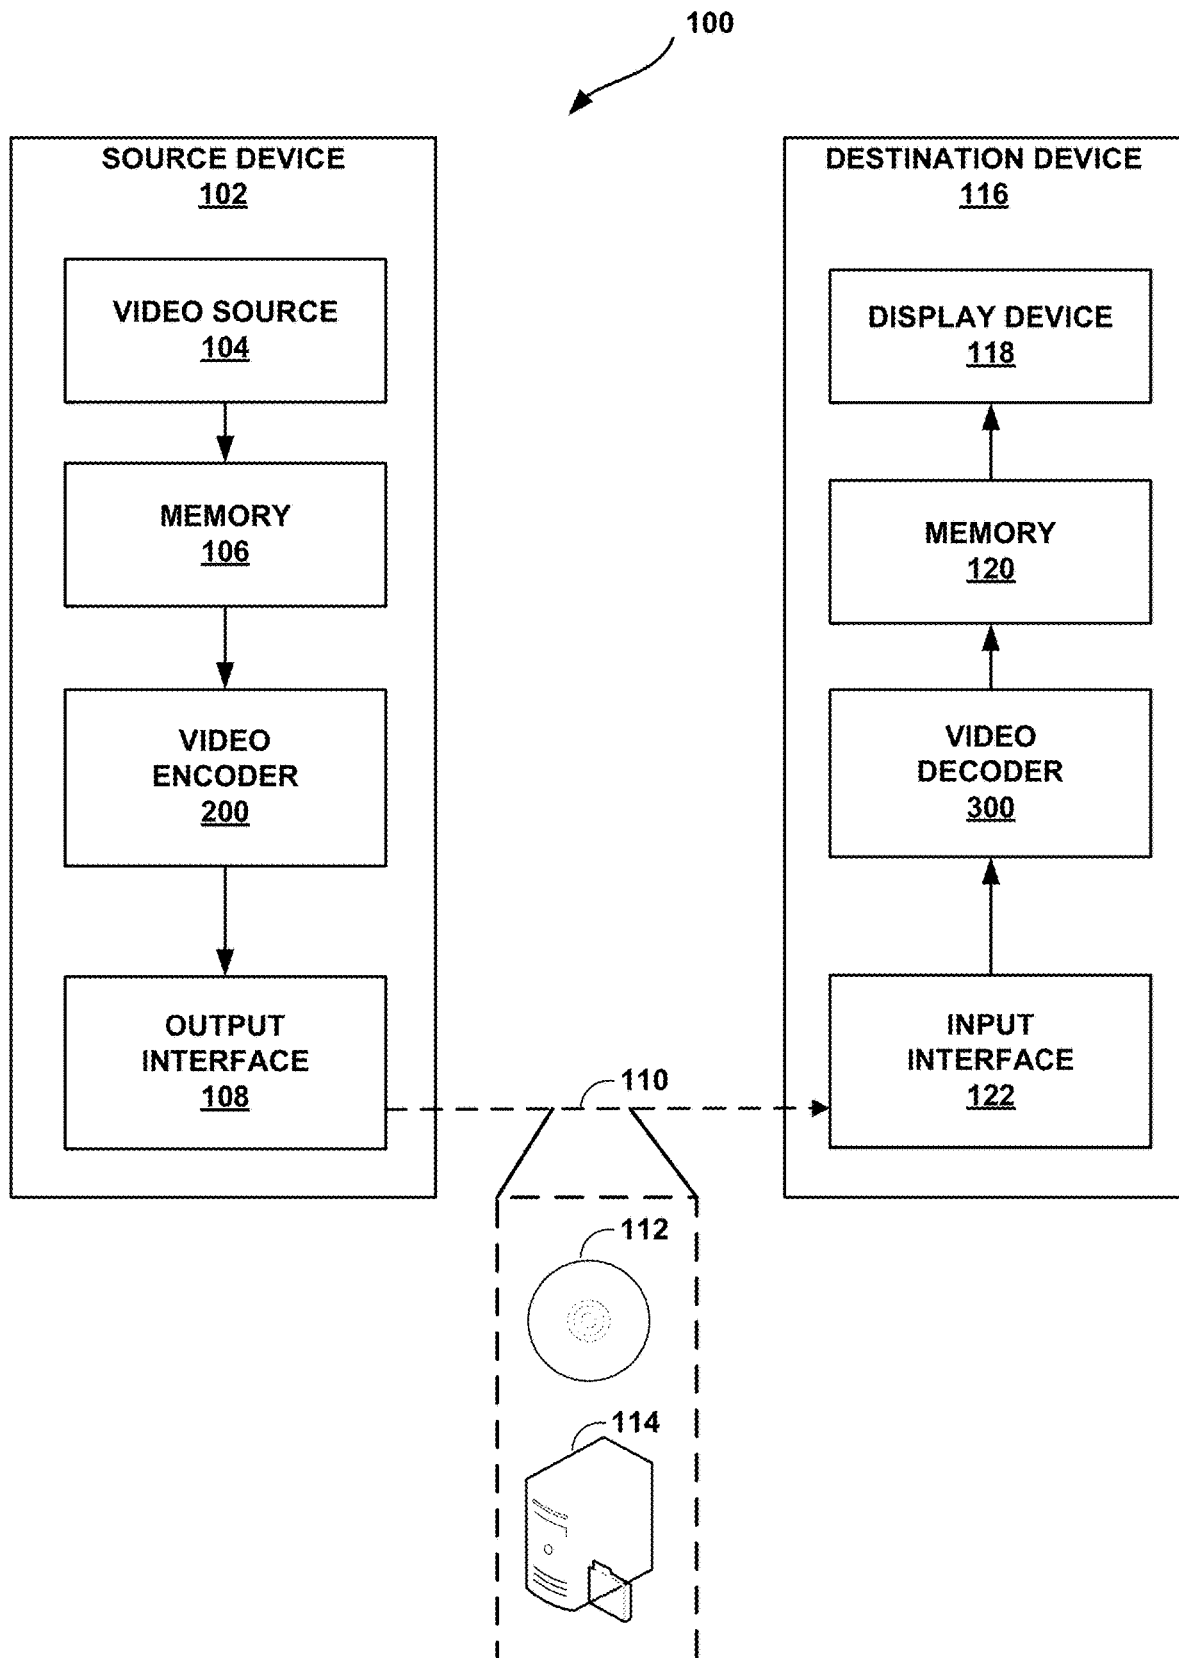 100
SOURCE DEVICE
102
VIDEO SOURCE
104
MEMORY
106
VIDEO
ENCODER
200
OUTPUT
INTERFACE
108
110
112
114
DESTINATION DEVICE
116
DISPLAY DEVICE
118
MEMORY
120
VIDEO
DECODER
300
INPUT
INTERFACE
122